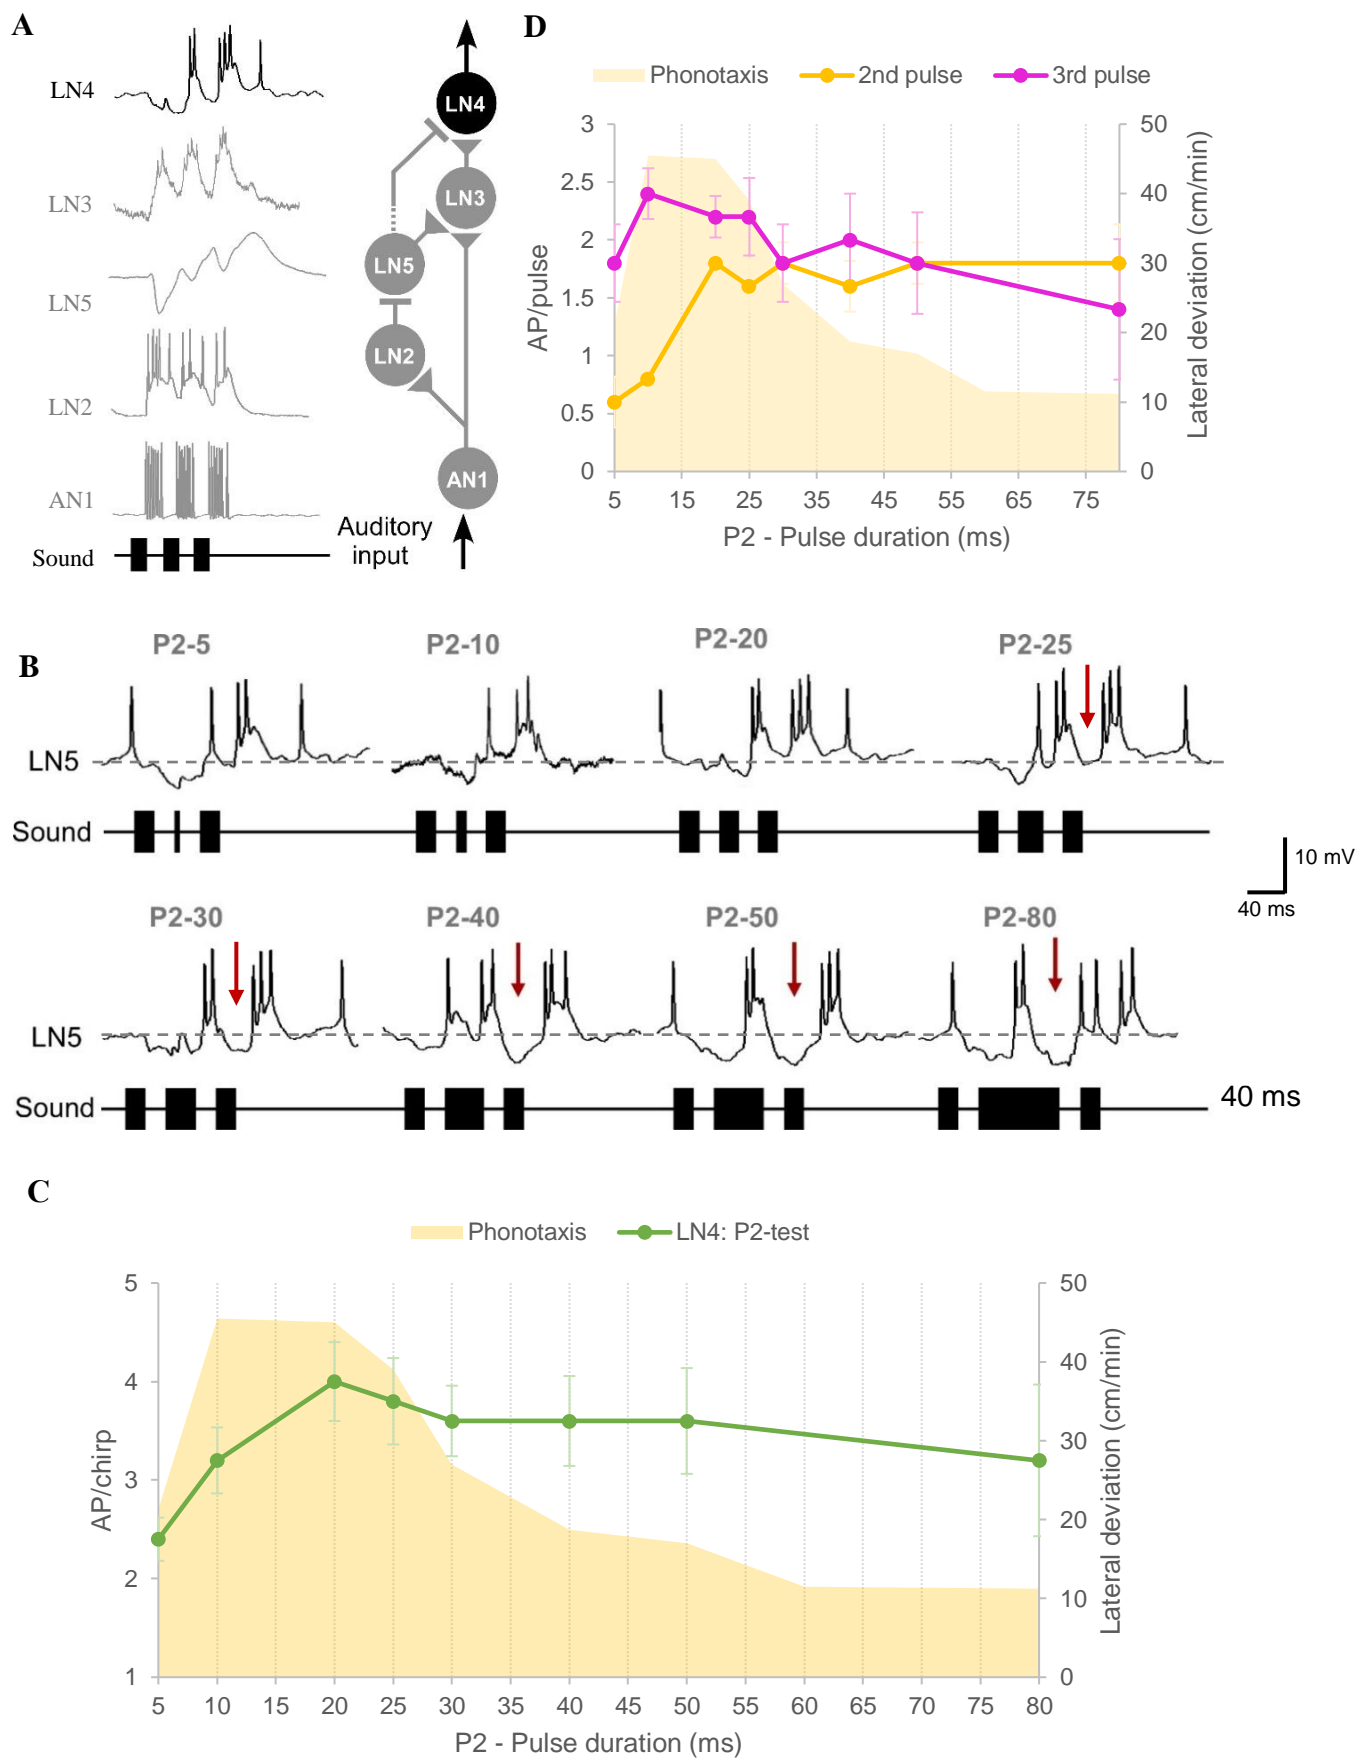 A
LN4
LN3
LN5
LN2
AN1
Sound
LN4
LN3
LN5
LN2
AN1
Auditory
input
D
Phonotaxis 2nd pulse 3rd pulse
3
2.5
2
1.5
1
0.5
0
AP/pulse
50
40
30
20
10
0
Lateral deviation (cm/min)
5 15 25 35 45 55 65 75
P2 - Pulse duration (ms)
B
P2-5 P2-10 P2-20 P2-25
LN5
Sound
10 mV
40 ms
P2-30 P2-40 P2-50 P2-80
LN5
Sound
40 ms
C
Phonotaxis LN4: P2-test
5
4
3
2
1
AP/chirp
50
40
30
20
10
0
Lateral deviation (cm/min)
5 10 15 20 25 30 35 40 45 50 55 60 65 70 75 80
P2 - Pulse duration (ms)